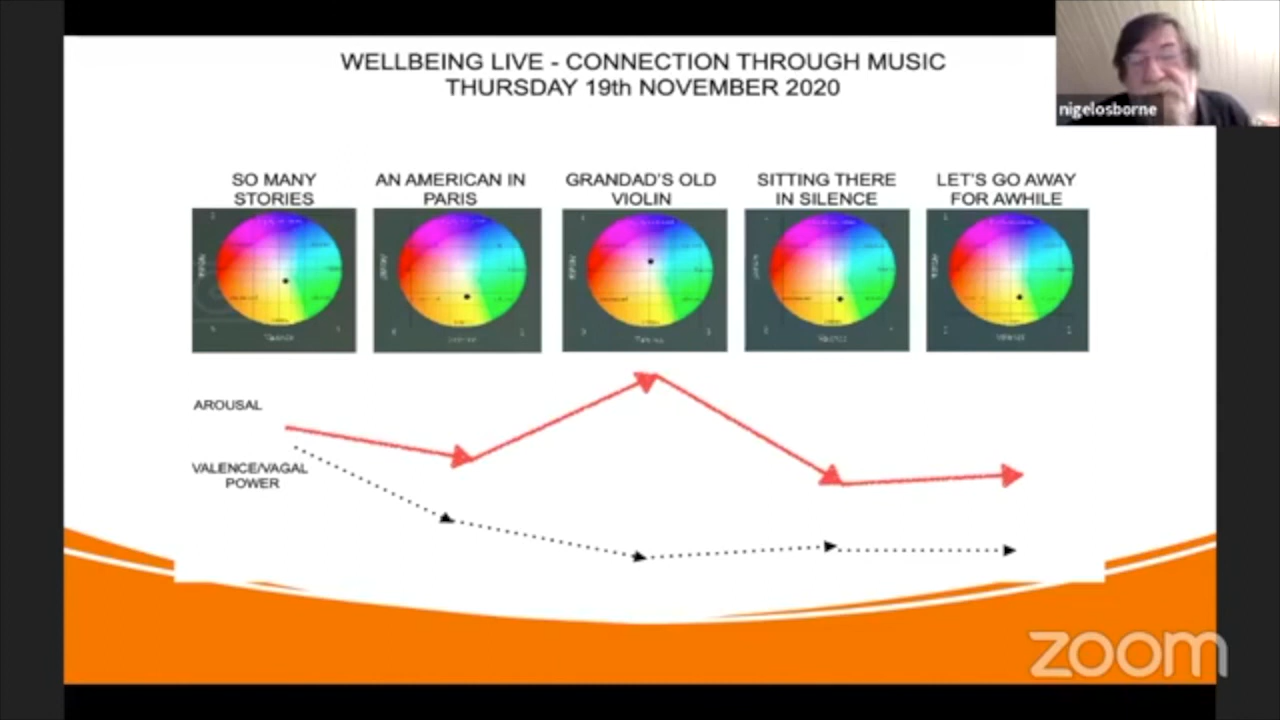 WELLBEING LIVE - CONNECTION THROUGH MUSIC
THURSDAY 19th NOVEMBER 2020
nigelosborne
SO MANY
STORIES
AN AMERICAN IN
PARIS
GRANDAD'S OLD
VIOLIN
SITTING THERE
IN SILENCE
LET'S GO AWAY
FOR AWHILE
AROUSAL
VALENCE/VAGAL
POWER
zoom